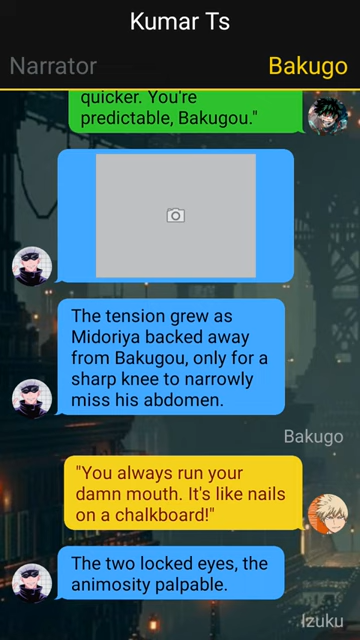 Kumar Ts
Narrator
Bakugo
quicker. You're
predictable, Bakugou."
The tension grew as
Midoriya backed away
from Bakugou, only for a
sharp knee to narrowly
miss his abdomen.
Bakugo
"You always run your
damn mouth. It's like nails
on a chalkboard!"
The two locked eyes, the
animosity palpable.
Izuku